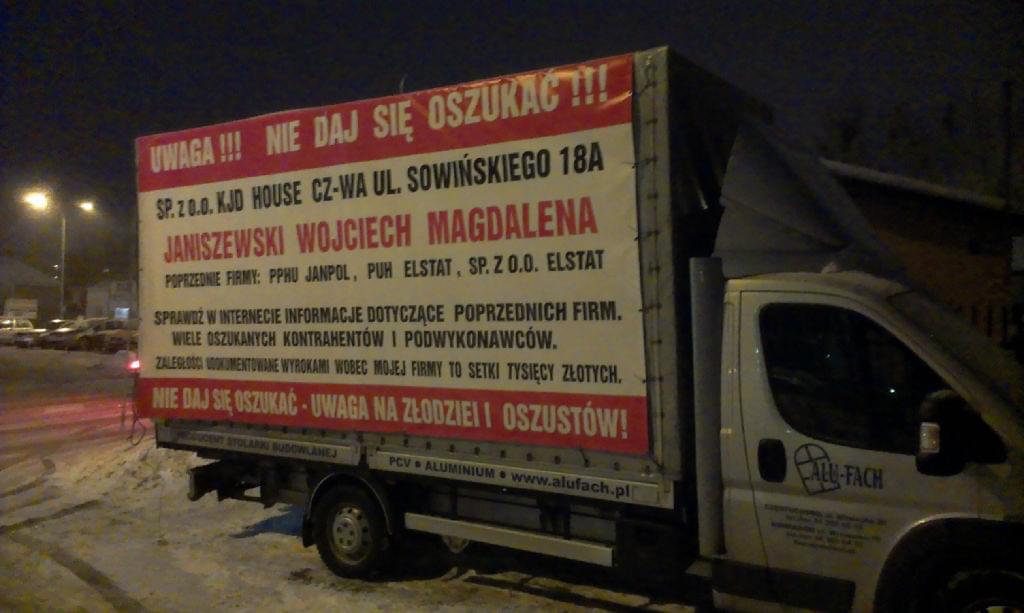 UWAGA !!! NIE DAJ SIĘ OSZUKAĆ !!!
SP. Z O.O. KJD HOUSE CZ-WA UL. SOWIŃSKIEGO 18A
JANISZEWSKI WOJCIECH MAGDALENA
POPRZEDNIE FIRMY: PPHU JANPOL, PUH ELSTAT, SP. Z O.O. ELSTAT
SPRAWDŹ W INTERNECIE INFORMACJE DOTYCZĄCE POPRZEDNICH FIRM.
WIELE OSZUKANYCH KONTRAHENTÓW I PODWYKONAWCÓW.
ZALEGŁOŚCI UDOKUMENTOWANE WYROKAMI WOBEC MOJEJ FIRMY TO SETKI TYSIĘCY ZŁOTYCH.
NIE DAJ SIĘ OSZUKAĆ - UWAGA NA ZŁODZIEI I OSZUSTÓW!
PRODUCENT STOLARKI BUDOWLANEJ
PCV • ALUMINIUM • www.alufach.pl
ALU-FACH